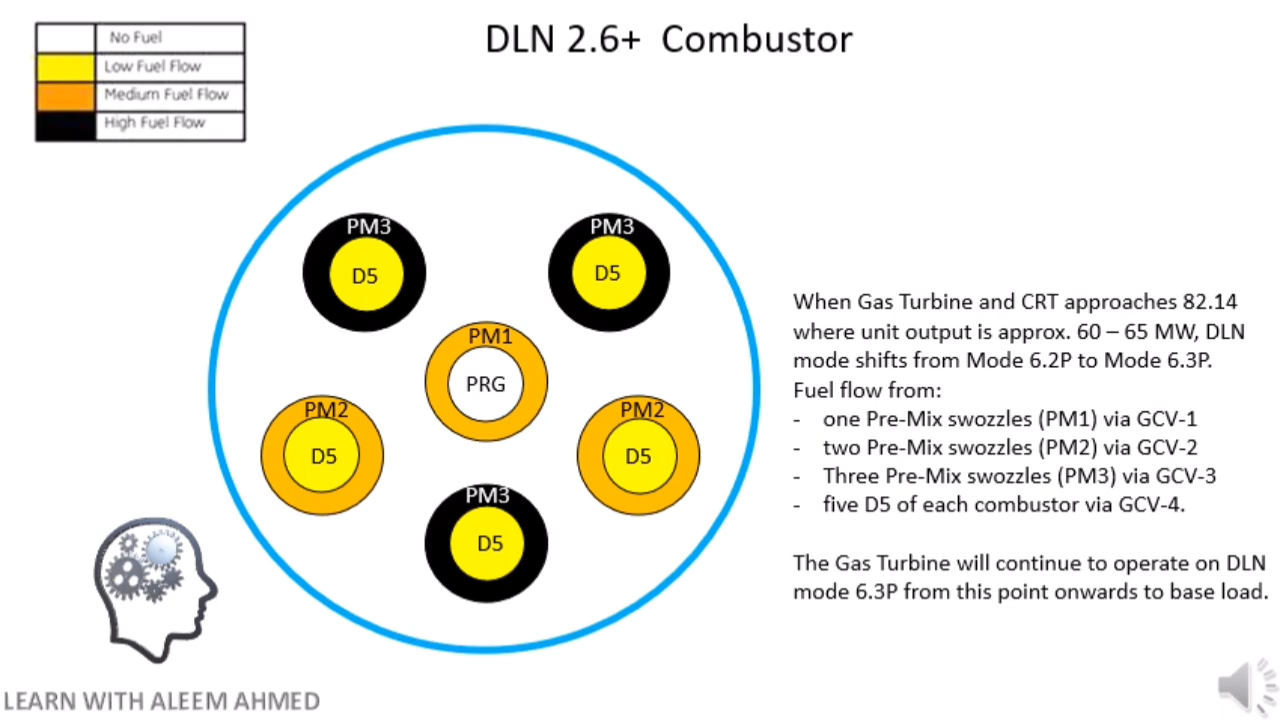 DLN 2.6+ Combustor
No Fuel
Low Fuel Flow
Medium Fuel Flow
High Fuel Flow
PM3
D5
PM3
D5
PM1
PRG
PM2
D5
PM2
D5
PM3
D5
When Gas Turbine and CRT approaches 82.14
where unit output is approx. 60 – 65 MW, DLN
mode shifts from Mode 6.2P to Mode 6.3P.
Fuel flow from:
- one Pre-Mix swozzles (PM1) via GCV-1
- two Pre-Mix swozzles (PM2) via GCV-2
- Three Pre-Mix swozzles (PM3) via GCV-3
- five D5 of each combustor via GCV-4.
The Gas Turbine will continue to operate on DLN
mode 6.3P from this point onwards to base load.
LEARN WITH ALEEM AHMED